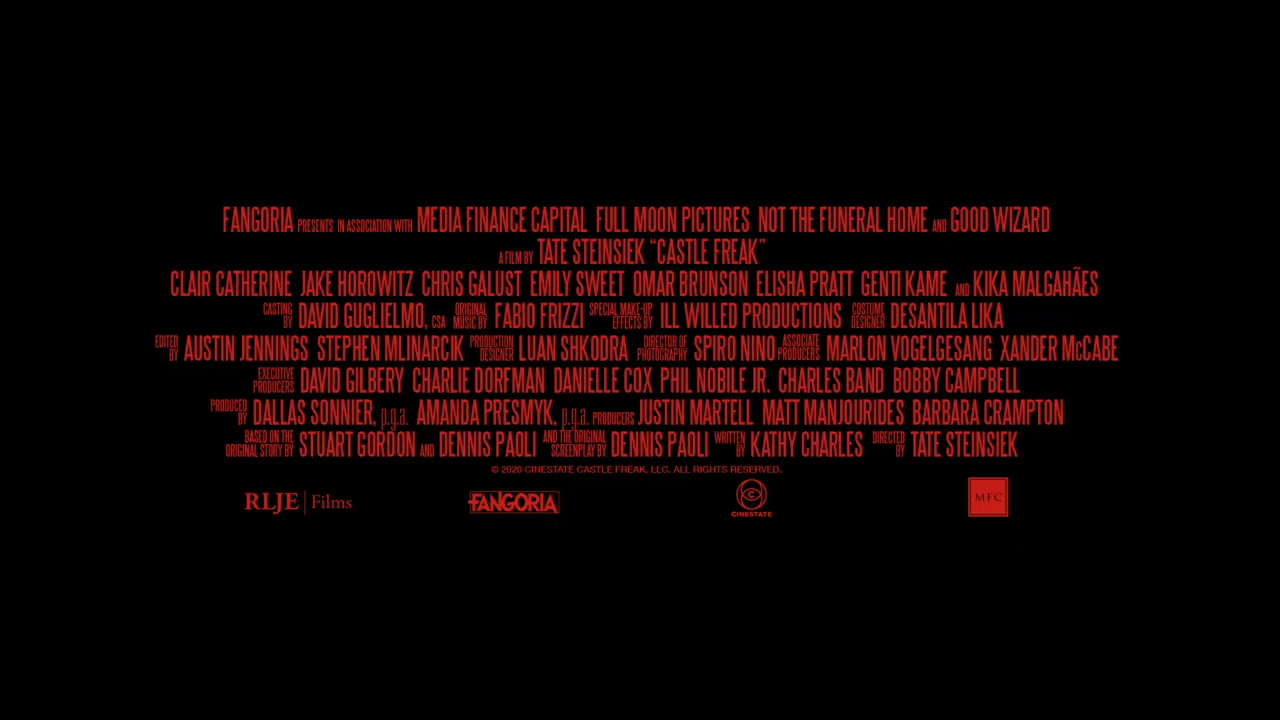 FANGORIA PRESENTS IN ASSOCIATION WITH MEDIA FINANCE CAPITAL FULL MOON PICTURES NOT THE FUNERAL HOME AND GOOD WIZARD
A FILM BY TATE STEINSIEK “CASTLE FREAK”
CLAIR CATHERINE JAKE HOROWITZ CHRIS GALUST EMILY SWEET OMAR BRUNSON ELISHA PRATT GENTI KAME AND KIKA MALGAHÃES
CASTING BY DAVID GUGLIELMO, CSA ORIGINAL MUSIC BY FABIO FRIZZI SPECIAL MAKE-UP EFFECTS BY ILL WILLED PRODUCTIONS COSTUME DESIGNER DESANTILA LIKA
EDITED BY AUSTIN JENNINGS STEPHEN MLINARCIK PRODUCTION DESIGNER LUAN SHKODRA DIRECTOR OF PHOTOGRAPHY SPIRO NINO ASSOCIATE PRODUCERS MARLON VOGELGESANG XANDER McCABE
EXECUTIVE PRODUCERS DAVID GILBERY CHARLIE DORFMAN DANIELLE COX PHIL NOBILE JR. CHARLES BAND BOBBY CAMPBELL
PRODUCED BY DALLAS SONNIER, p.g.a. AMANDA PRESMYK, p.g.a. PRODUCERS JUSTIN MARTELL MATT MANJOURIDES BARBARA CRAMPTON
BASED ON THE ORIGINAL STORY BY STUART GORDON AND DENNIS PAOLI AND THE ORIGINAL SCREENPLAY BY DENNIS PAOLI WRITTEN BY KATHY CHARLES DIRECTED BY TATE STEINSIEK
© 2020 CINESTATE CASTLE FREAK, LLC. ALL RIGHTS RESERVED.
RLJE Films FANGORIA CINESTATE MFC